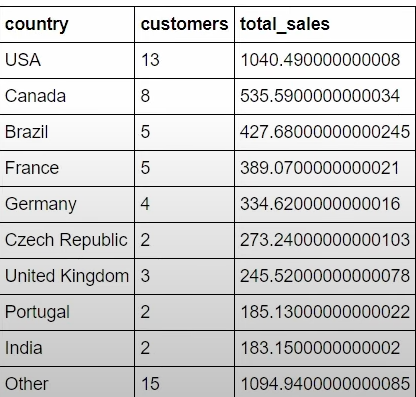 country customers total_sales
USA 13 1040.490000000008
Canada 8 535.5900000000034
Brazil 5 427.68000000000245
France 5 389.0700000000021
Germany 4 334.6200000000016
Czech Republic 2 273.24000000000103
United Kingdom 3 245.52000000000078
Portugal 2 185.13000000000022
India 2 183.1500000000002
Other 15 1094.9400000000085